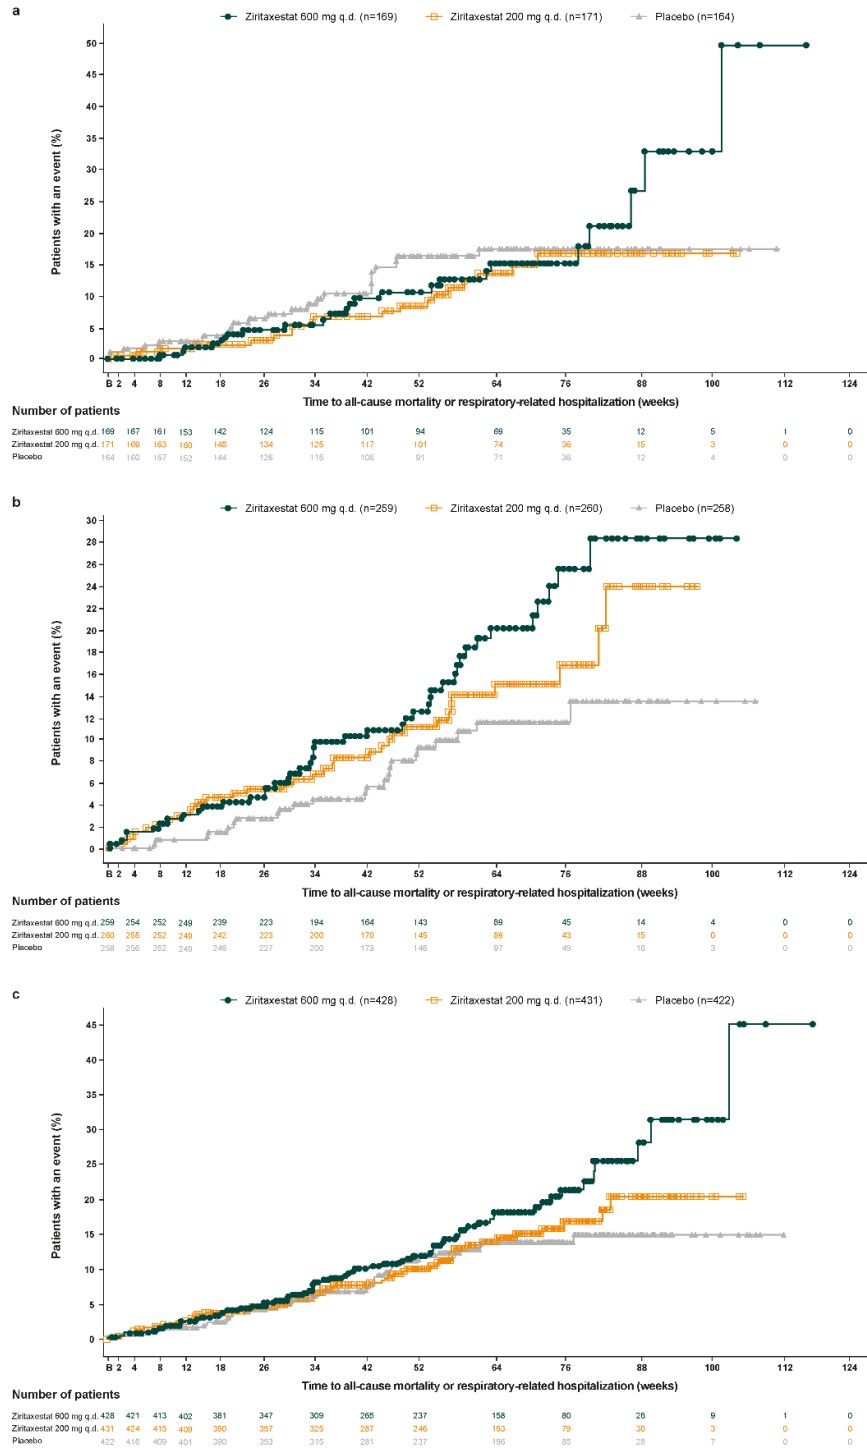 a
Ziritaxestat 600 mg q.d. (n=169) Ziritaxestat 200 mg q.d. (n=171) Placebo (n=164)
50
45
40
35
30
25
20
15
10
5
0
Patients with an event (%)
B 2 4 8 12 18 26 34 42 52 64 76 88 100 112 124
Time to all-cause mortality or respiratory-related hospitalization (weeks)
Number of patients
Ziritaxestat 600 mg q.d. 169 167 161 153 142 124 115 101 94 69 35 12 5 1 0
Ziritaxestat 200 mg q.d. 171 169 163 160 148 134 125 117 101 74 36 15 3 0 0
Placebo 164 160 157 152 144 126 115 108 91 71 36 12 4 0 0
b
Ziritaxestat 600 mg q.d. (n=259) Ziritaxestat 200 mg q.d. (n=260) Placebo (n=258)
30
28
26
24
22
20
18
16
14
12
10
8
6
4
2
0
Patients with an event (%)
B 2 4 8 12 18 26 34 42 52 64 76 88 100 112 124
Time to all-cause mortality or respiratory-related hospitalization (weeks)
Number of patients
Ziritaxestat 600 mg q.d. 259 254 252 249 239 223 194 164 143 89 45 14 4 0 0
Ziritaxestat 200 mg q.d. 260 255 252 249 242 223 200 170 145 89 43 15 0 0 0
Placebo 258 256 252 249 246 227 200 173 146 97 49 16 3 0 0
c
Ziritaxestat 600 mg q.d. (n=428) Ziritaxestat 200 mg q.d. (n=431) Placebo (n=422)
45
40
35
30
25
20
15
10
5
0
Patients with an event (%)
B 2 4 8 12 18 26 34 42 52 64 76 88 100 112 124
Time to all-cause mortality or respiratory-related hospitalization (weeks)
Number of patients
Ziritaxestat 600 mg q.d. 428 421 413 402 381 347 309 265 237 158 80 26 9 1 0
Ziritaxestat 200 mg q.d. 431 424 415 409 390 357 325 287 246 163 79 30 3 0 0
Placebo 422 416 409 401 390 353 315 281 237 166 85 28 7 0 0